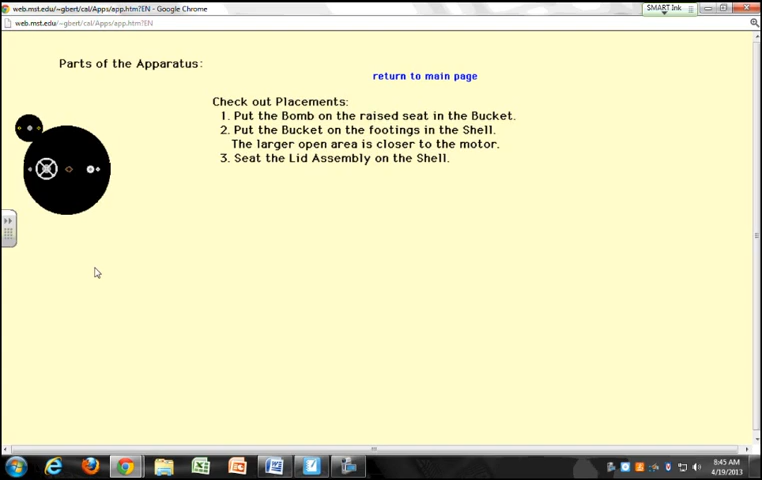 web.mst.edu/~gbert/cal/Apps/app.htm?EN - Google Chrome
SMART Ink
web.mst.edu/~gbert/cal/Apps/app.htm?EN
Parts of the Apparatus:
return to main page
Check out Placements:
1. Put the Bomb on the raised seat in the Bucket.
2. Put the Bucket on the footings in the Shell.
The larger open area is closer to the motor.
3. Seat the Lid Assembly on the Shell.
8:45 AM
4/19/2013